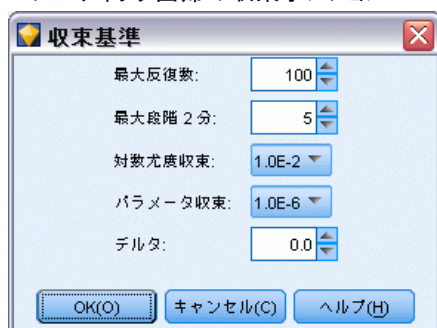 収束基準
最大反復数: 100
最大段階2分: 5
対数尤度収束: 1.0E-2
パラメータ収束: 1.0E-6
デルタ: 0.0
OK(O) キャンセル(C) ヘルプ(H)